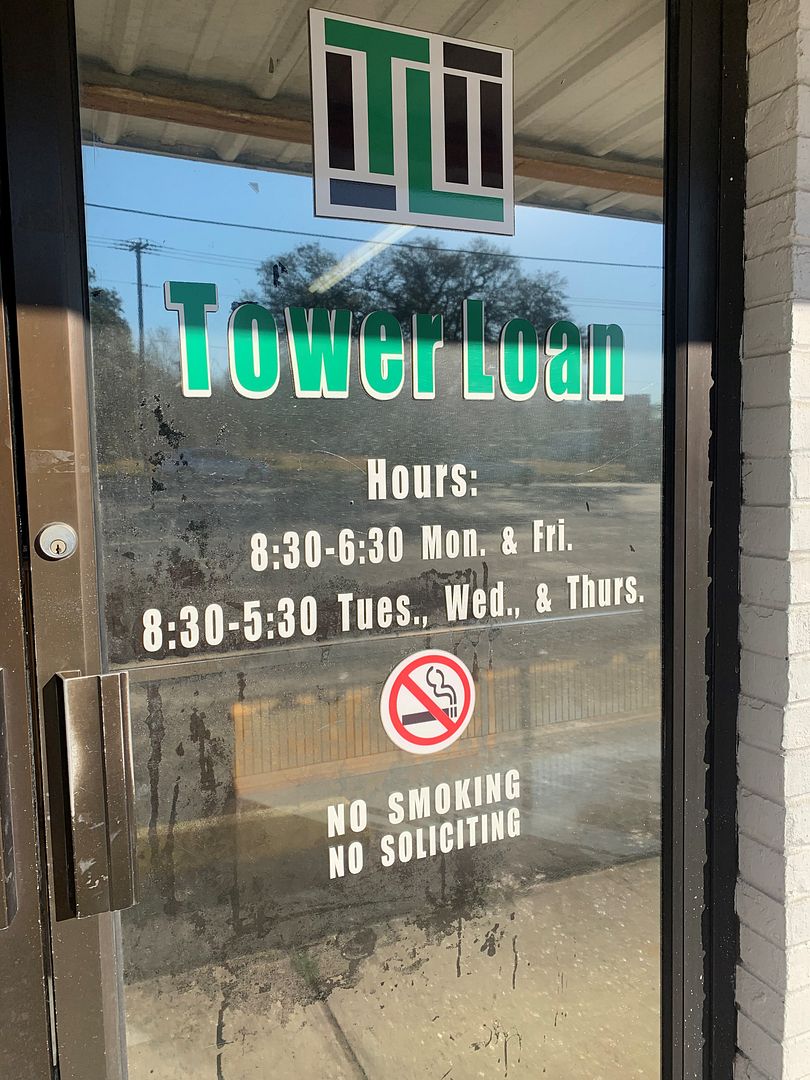 TL
Tower Loan
Hours:
8:30-6:30 Mon. & Fri.
8:30-5:30 Tues., Wed., & Thurs.
NO SMOKING
NO SOLICITING